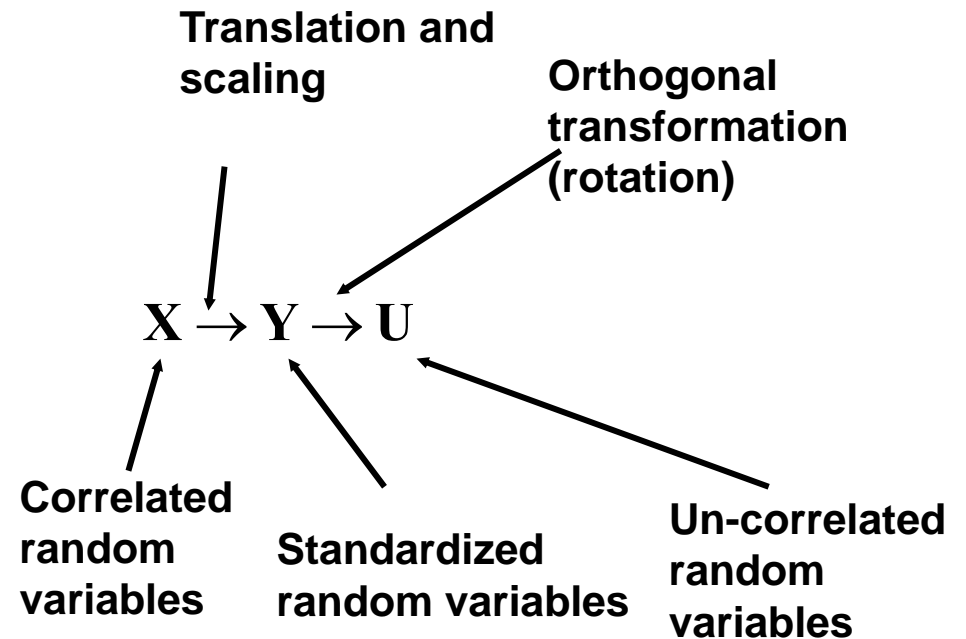 Translation and
scaling
Orthogonal
transformation
(rotation)
X → Y → U
Correlated
random
variables
Standardized
random variables
Un-correlated
random
variables